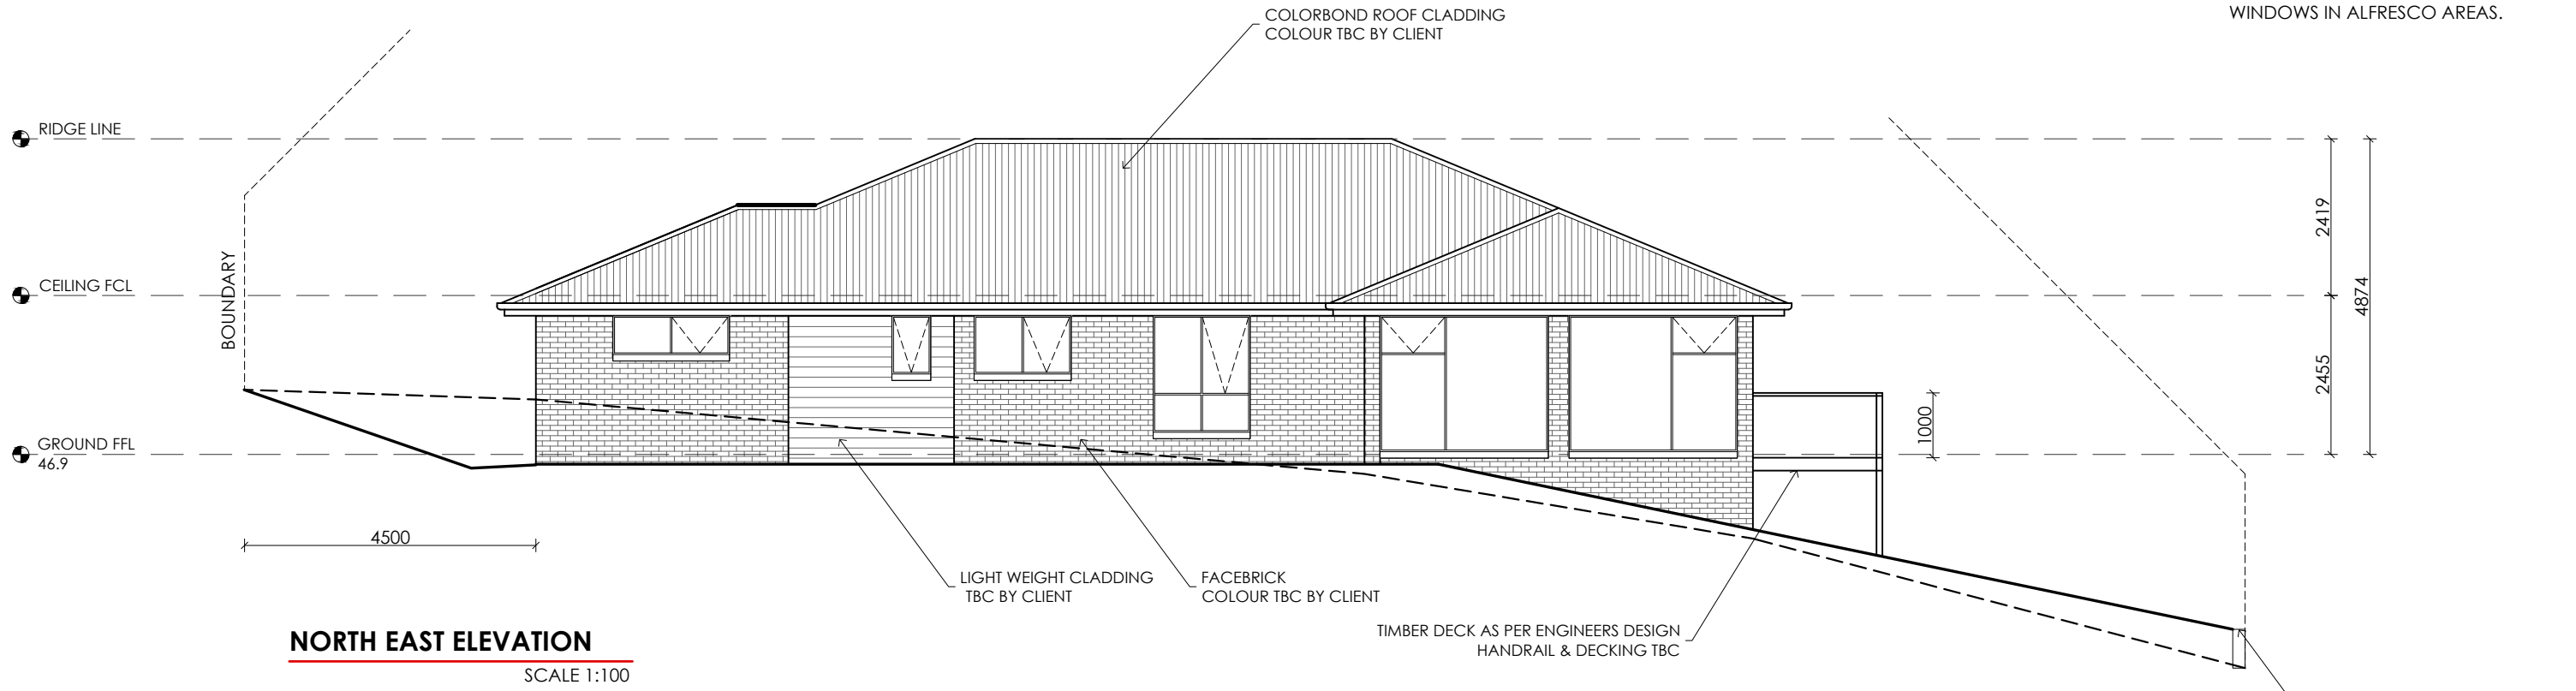 WINDOWS IN ALFRESCO AREAS.
COLORBOND ROOF CLADDING
COLOUR TBC BY CLIENT
RIDGE LINE
CEILING FCL
GROUND FFL
46.9
BOUNDARY
4500
2419
2455
4874
1000
LIGHT WEIGHT CLADDING
TBC BY CLIENT
FACEBRICK
COLOUR TBC BY CLIENT
TIMBER DECK AS PER ENGINEERS DESIGN
HANDRAIL & DECKING TBC
NORTH EAST ELEVATION
SCALE 1:100